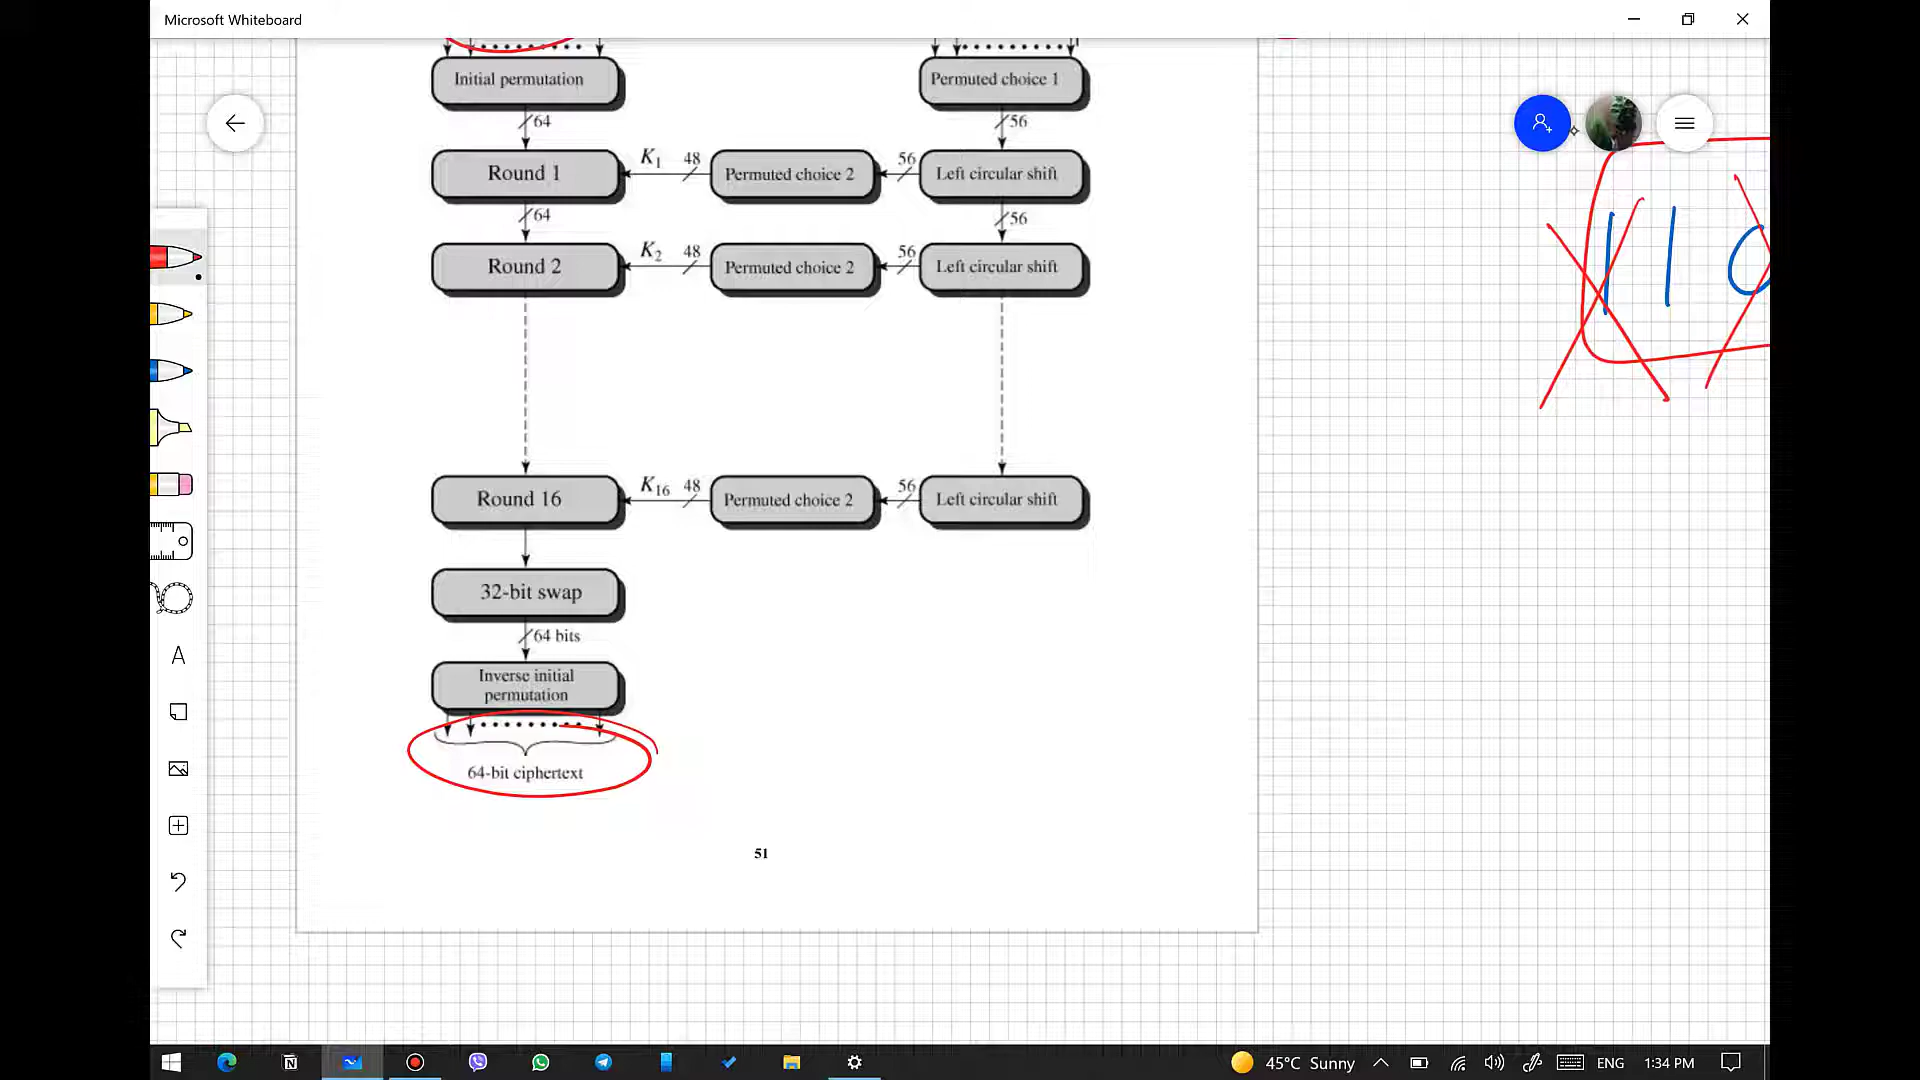 Microsoft Whiteboard
Initial permutation
Permuted choice 1
64
56
Round 1
K1
48
Permuted choice 2
56
Left circular shift
64
56
Round 2
K2
48
Permuted choice 2
56
Left circular shift
1 1 0
Round 16
K16
48
Permuted choice 2
56
Left circular shift
32-bit swap
64 bits
Inverse initial
permutation
64-bit ciphertext
51
A
45°C Sunny
ENG
1:34 PM